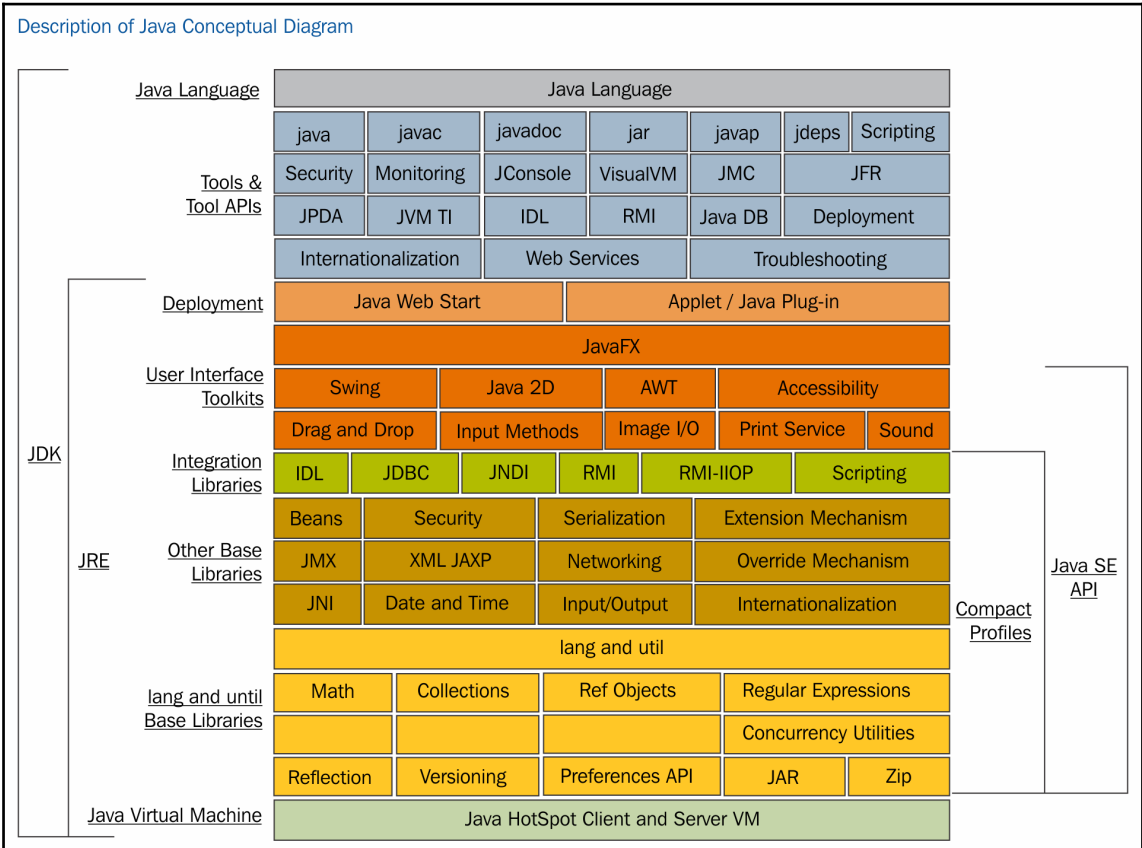 Description of Java Conceptual Diagram
Java Language
Java Language
java
javac
javadoc
jar
javap
jdeps
Scripting
Tools &
Tool APIs
Security
Monitoring
JConsole
VisualVM
JMC
JFR
JPDA
JVM TI
IDL
RMI
Java DB
Deployment
Internationalization
Web Services
Troubleshooting
Deployment
Java Web Start
Applet / Java Plug-in
JavaFX
User Interface
Toolkits
Swing
Java 2D
AWT
Accessibility
Drag and Drop
Input Methods
Image I/O
Print Service
Sound
JDK
Integration
Libraries
IDL
JDBC
JNDI
RMI
RMI-IIOP
Scripting
JRE
Other Base
Libraries
Beans
Security
Serialization
Extension Mechanism
JMX
XML JAXP
Networking
Override Mechanism
JNI
Date and Time
Input/Output
Internationalization
Java SE
API
Compact
Profiles
lang and util
lang and until
Base Libraries
Math
Collections
Ref Objects
Regular Expressions
Concurrency Utilities
Reflection
Versioning
Preferences API
JAR
Zip
Java Virtual Machine
Java HotSpot Client and Server VM